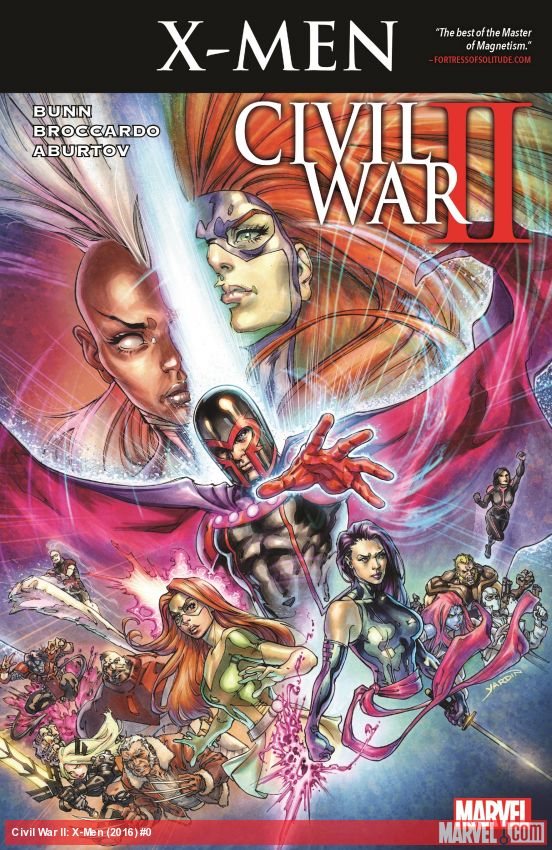 X-MEN
"The best of the Master
of Magnetism."
–FORTRESSOFSOLITUDE.COM
BUNN
BROCCARDO
ABURTOV
CIVIL
WAR II
YARDIN
MARVEL
Civil War II: X-Men (2016) #0
MARVEL.com